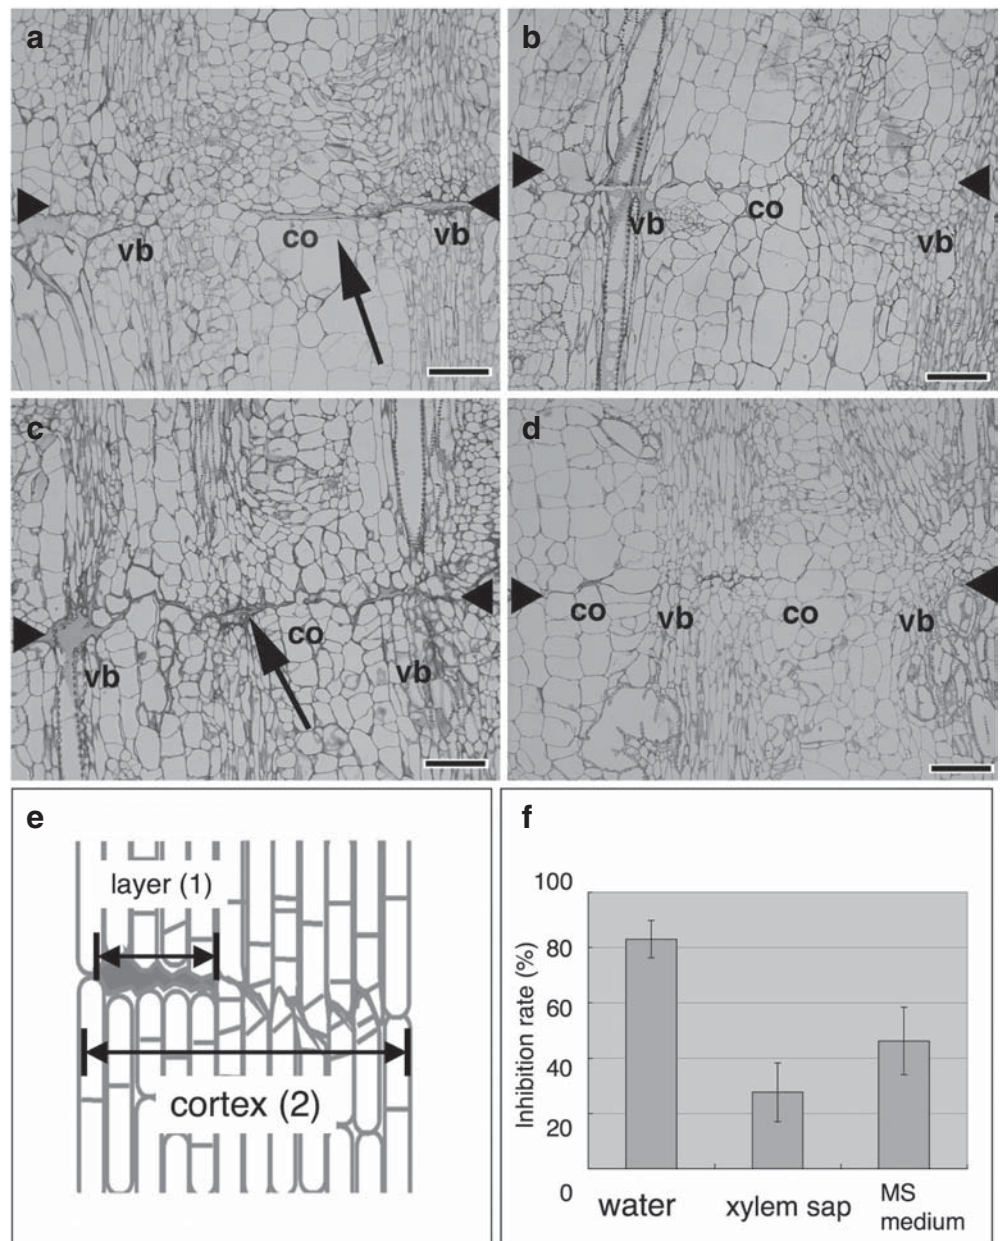 a
vb
co
vb
b
vb
co
vb
c
vb
co
vb
d
co
vb
co
vb
e
layer (1)
cortex (2)
f
Inhibition rate (%)
100
80
60
40
20
0
water
xylem sap
MS
medium